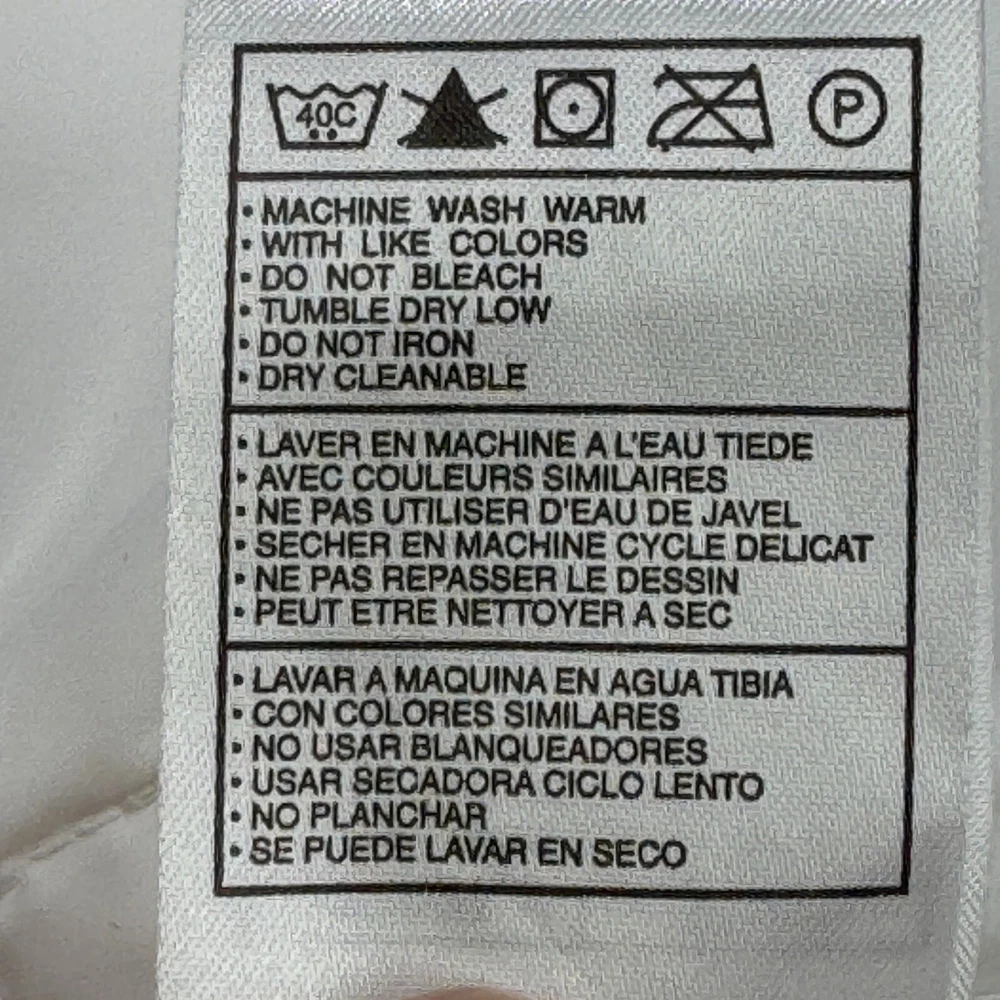 40C
P
• MACHINE WASH WARM
• WITH LIKE COLORS
• DO NOT BLEACH
• TUMBLE DRY LOW
• DO NOT IRON
• DRY CLEANABLE
• LAVER EN MACHINE A L'EAU TIEDE
• AVEC COULEURS SIMILAIRES
• NE PAS UTILISER D'EAU DE JAVEL
• SECHER EN MACHINE CYCLE DELICAT
• NE PAS REPASSER LE DESSIN
• PEUT ETRE NETTOYER A SEC
• LAVAR A MAQUINA EN AGUA TIBIA
• CON COLORES SIMILARES
• NO USAR BLANQUEADORES
• USAR SECADORA CICLO LENTO
• NO PLANCHAR
• SE PUEDE LAVAR EN SECO